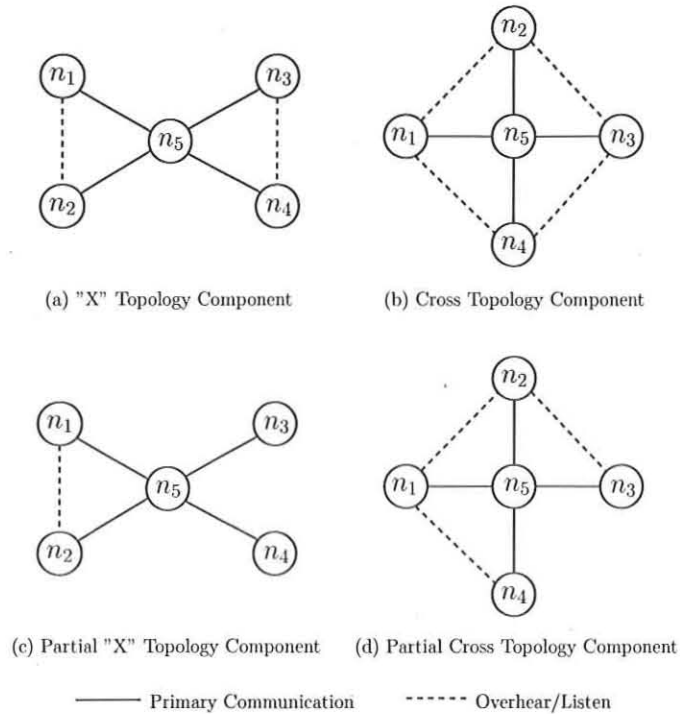 n2
n1
n3
n5
n1
n5
n3
n2
n4
n4
(a) "X" Topology Component
(b) Cross Topology Component
n2
n1
n3
n5
n1
n5
n3
n2
n4
n4
(c) Partial "X" Topology Component
(d) Partial Cross Topology Component
Primary Communication
Overhear/Listen